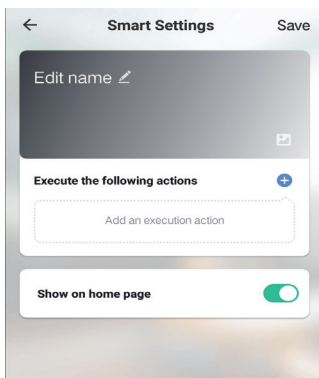 Smart Settings
Save
Edit name
Execute the following actions
Add an execution action
Show on home page